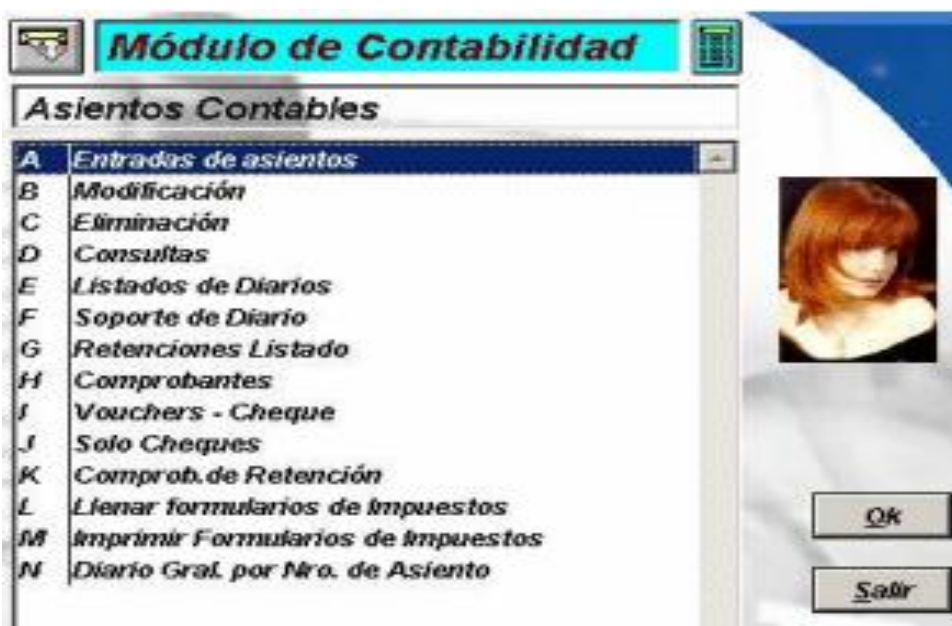 Módulo de Contabilidad
Asientos Contables
A Entradas de asientos
B Modificación
C Eliminación
D Consultas
E Listados de Diarios
F Soporte de Diario
G Retenciones Listado
H Comprobantes
I Vouchers - Cheque
J Solo Cheques
K Comprob.de Retención
L Llenar formularios de Impuestos
M Imprimir Formularios de Impuestos
N Diario Gral. por Nro. de Asiento
Ok
Salir